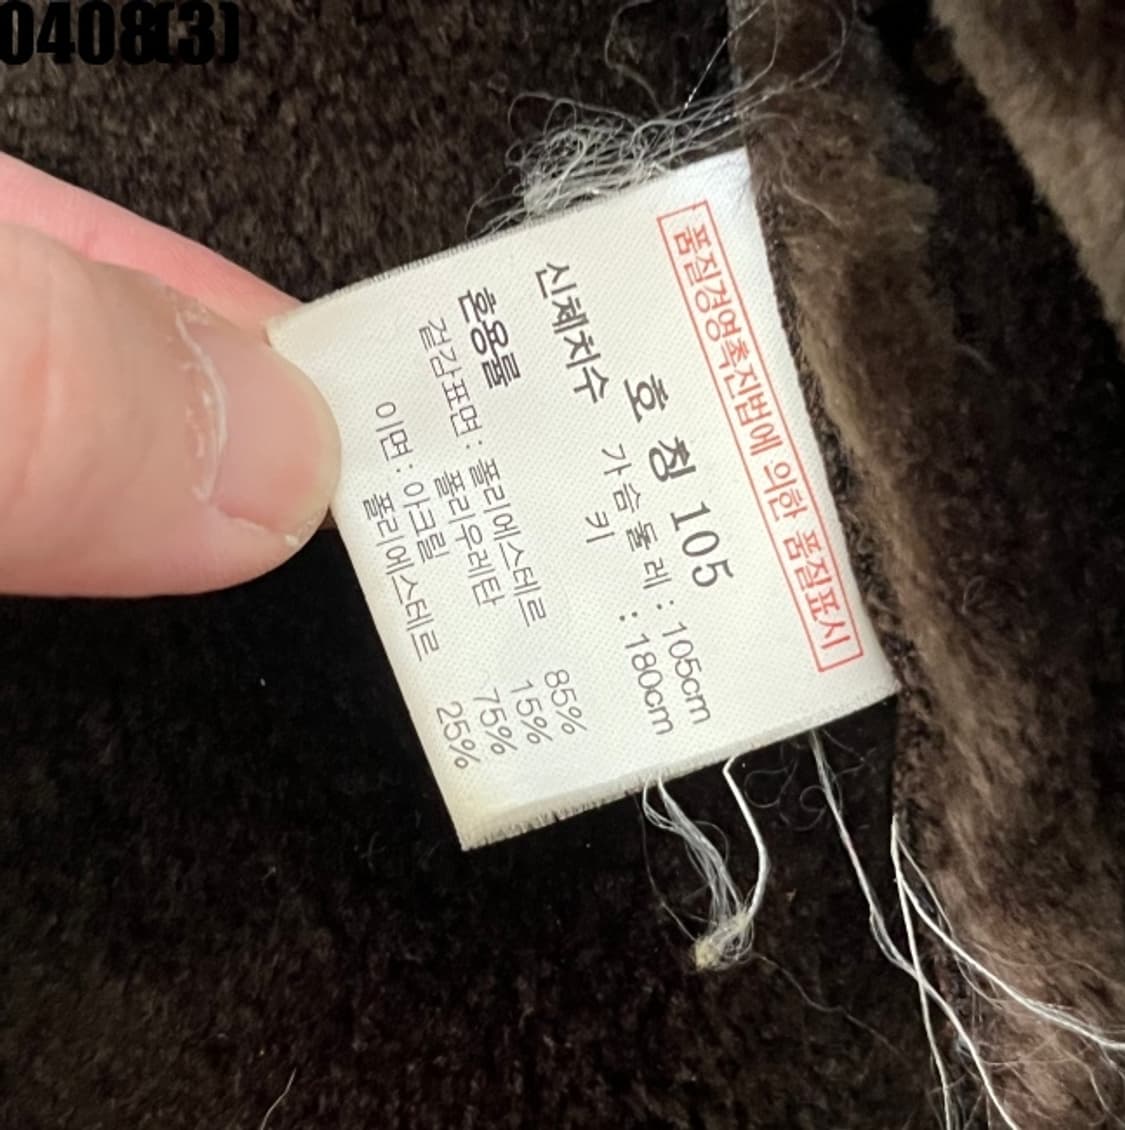 0408(3)
품질경영촉진법에 의한 품질표시
호 칭 105
신체치수 가슴둘레 : 105cm
키 : 180cm
혼용률
겉감표면 : 폴리에스테르 85%
폴리우레탄 15%
이면 : 아크릴 75%
폴리에스테르 25%